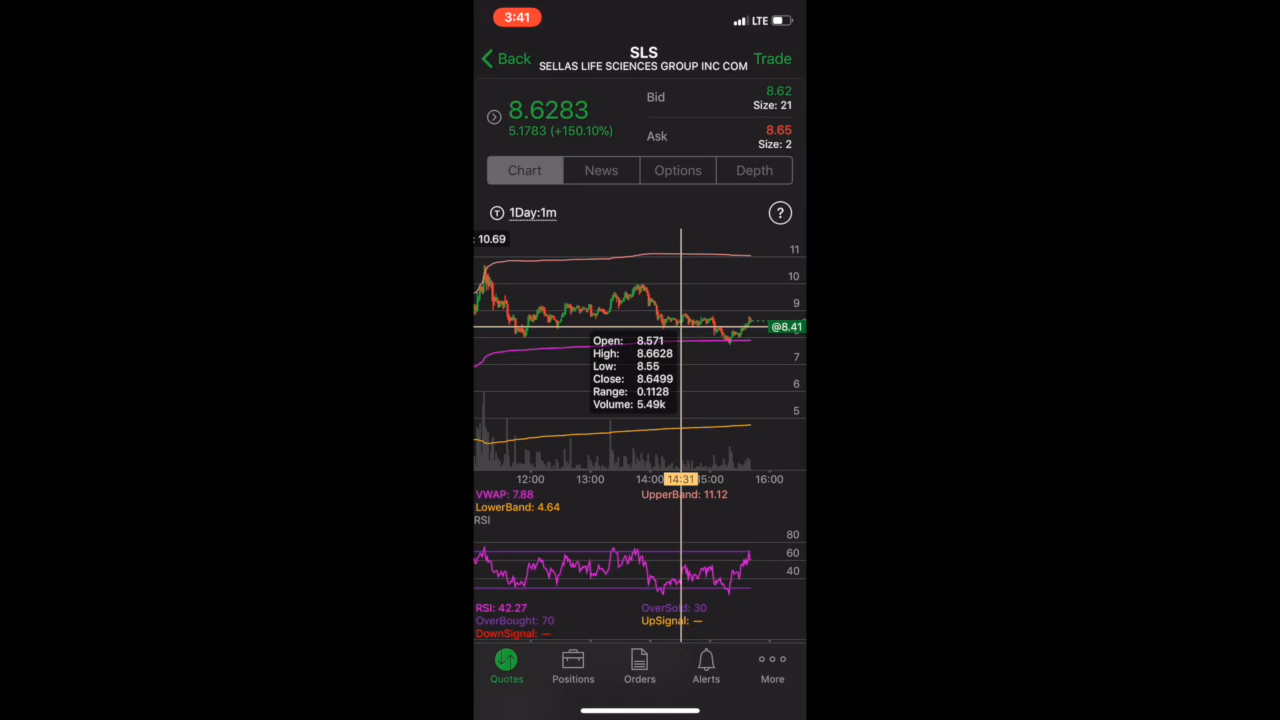 3:41
LTE
Back
SLS
SELLAS LIFE SCIENCES GROUP INC COM
Trade
8.6283
5.1783 (+150.10%)
Bid
8.62
Size: 21
Ask
8.65
Size: 2
Chart
News
Options
Depth
T 1Day:1m
?
: 10.69
11
10
9
@8.41
7
6
5
Open: 8.571
High: 8.6628
Low: 8.55
Close: 8.6499
Range: 0.1128
Volume: 5.49k
12:00
13:00
14:00
14:31
15:00
16:00
VWAP: 7.88
UpperBand: 11.12
LowerBand: 4.64
RSI
80
60
40
RSI: 42.27
OverSold: 30
OverBought: 70
UpSignal: —
DownSignal: —
Quotes
Positions
Orders
Alerts
More